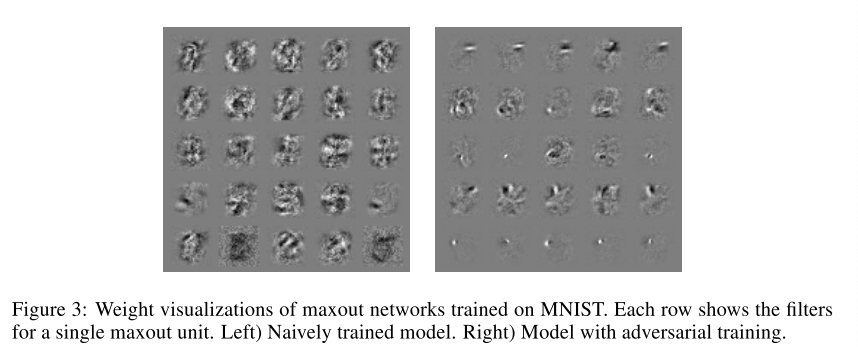 Figure 3: Weight visualizations of maxout networks trained on MNIST. Each row shows the filters
for a single maxout unit. Left) Naively trained model. Right) Model with adversarial training.